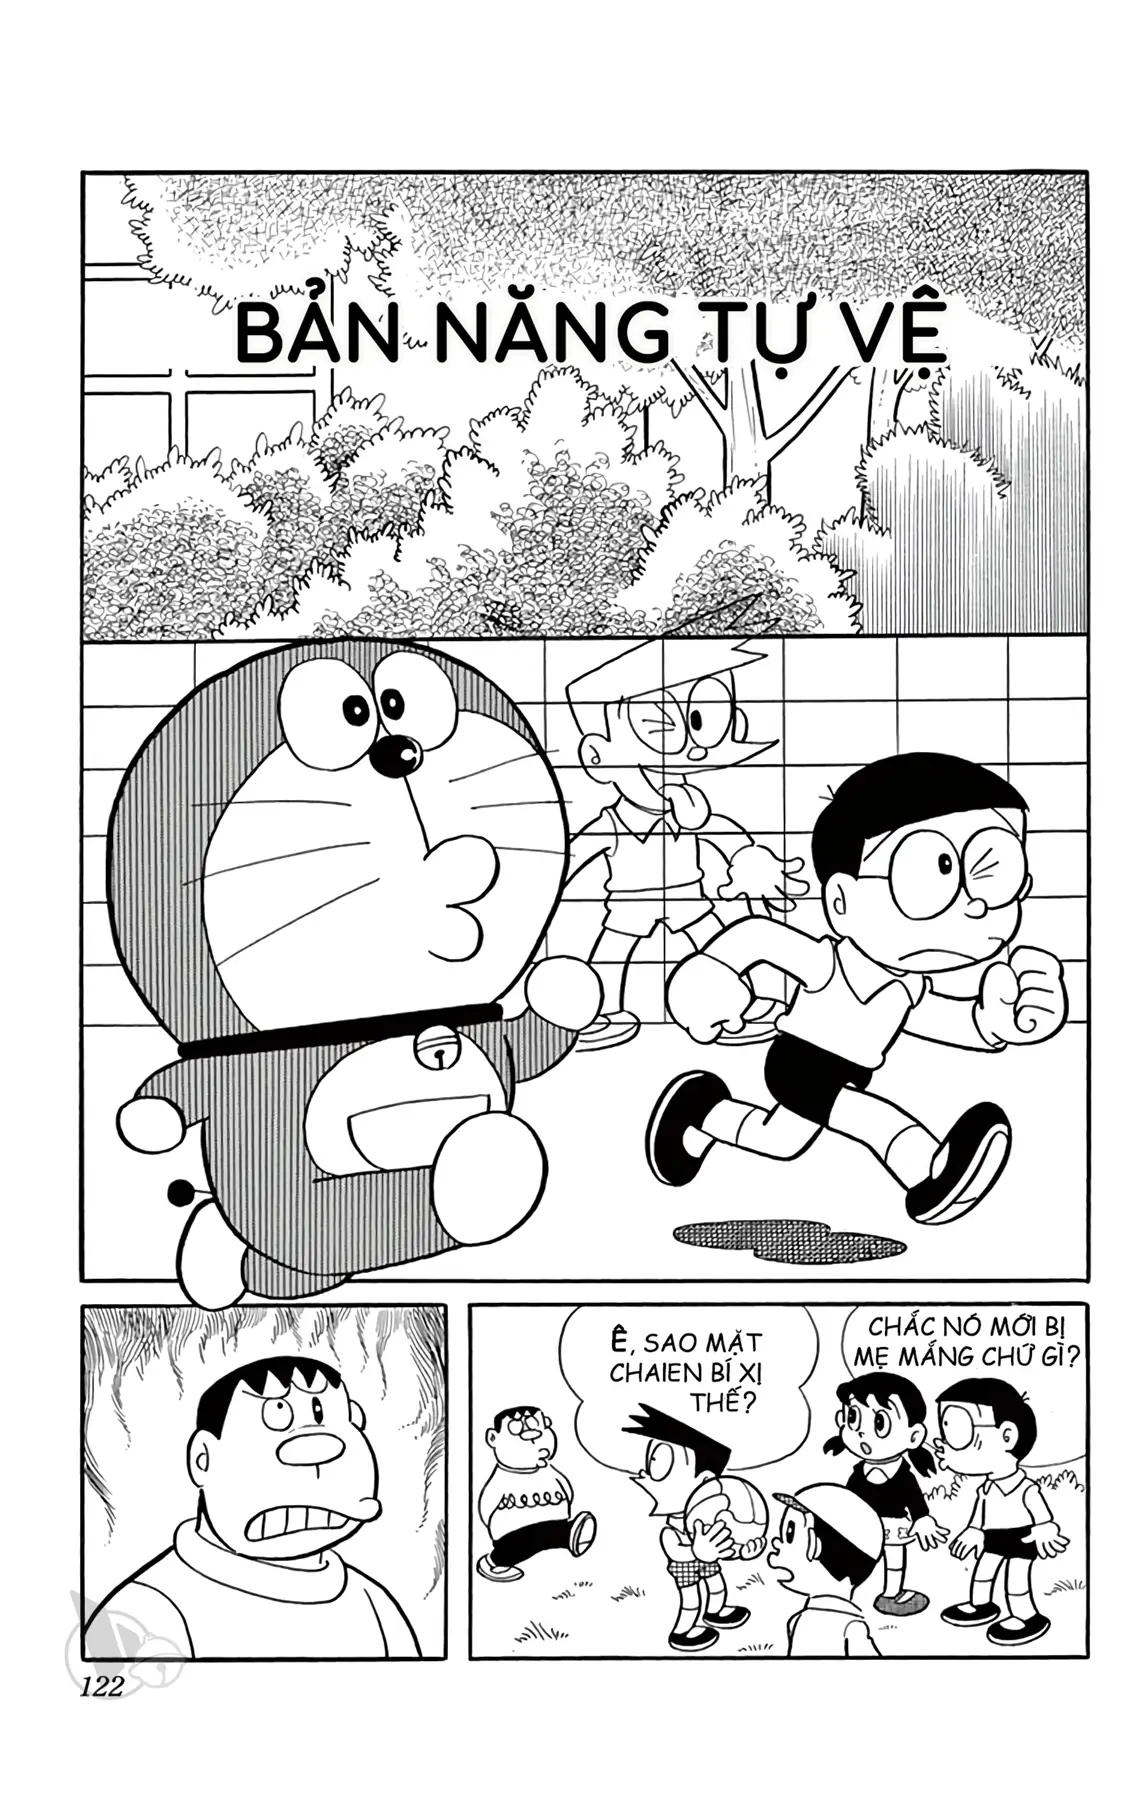 BẢN NĂNG TỰ VỆ
Ê, SAO MẶT
CHAIEN BÍ XỊ
THẾ?
CHẮC NÓ MỚI BỊ
MẸ MẮNG CHỨ GÌ?
122